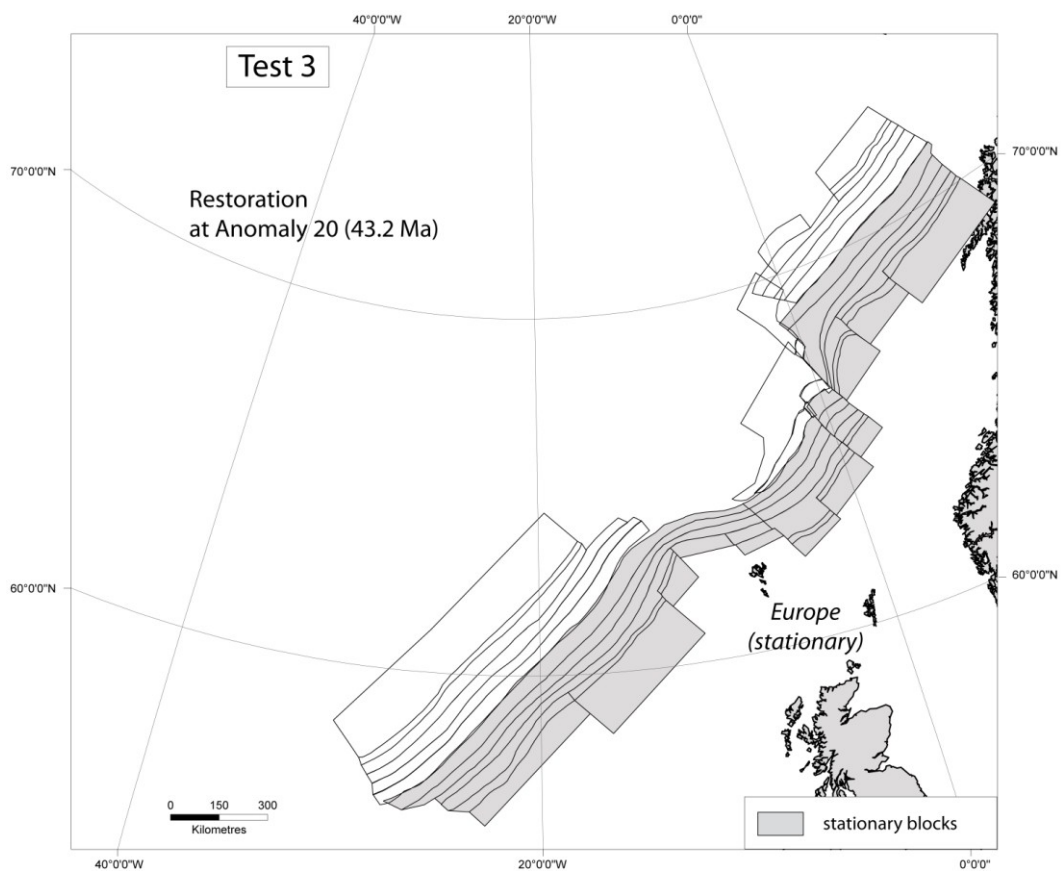 40°0'0"W 20°0'0"W 0°0'0"
Test 3
70°0'0"N 70°0'0"N
Restoration
at Anomaly 20 (43.2 Ma)
60°0'0"N 60°0'0"N
Europe
(stationary)
0 150 300
Kilometres
stationary blocks
40°0'0"W 20°0'0"W 0°0'0"